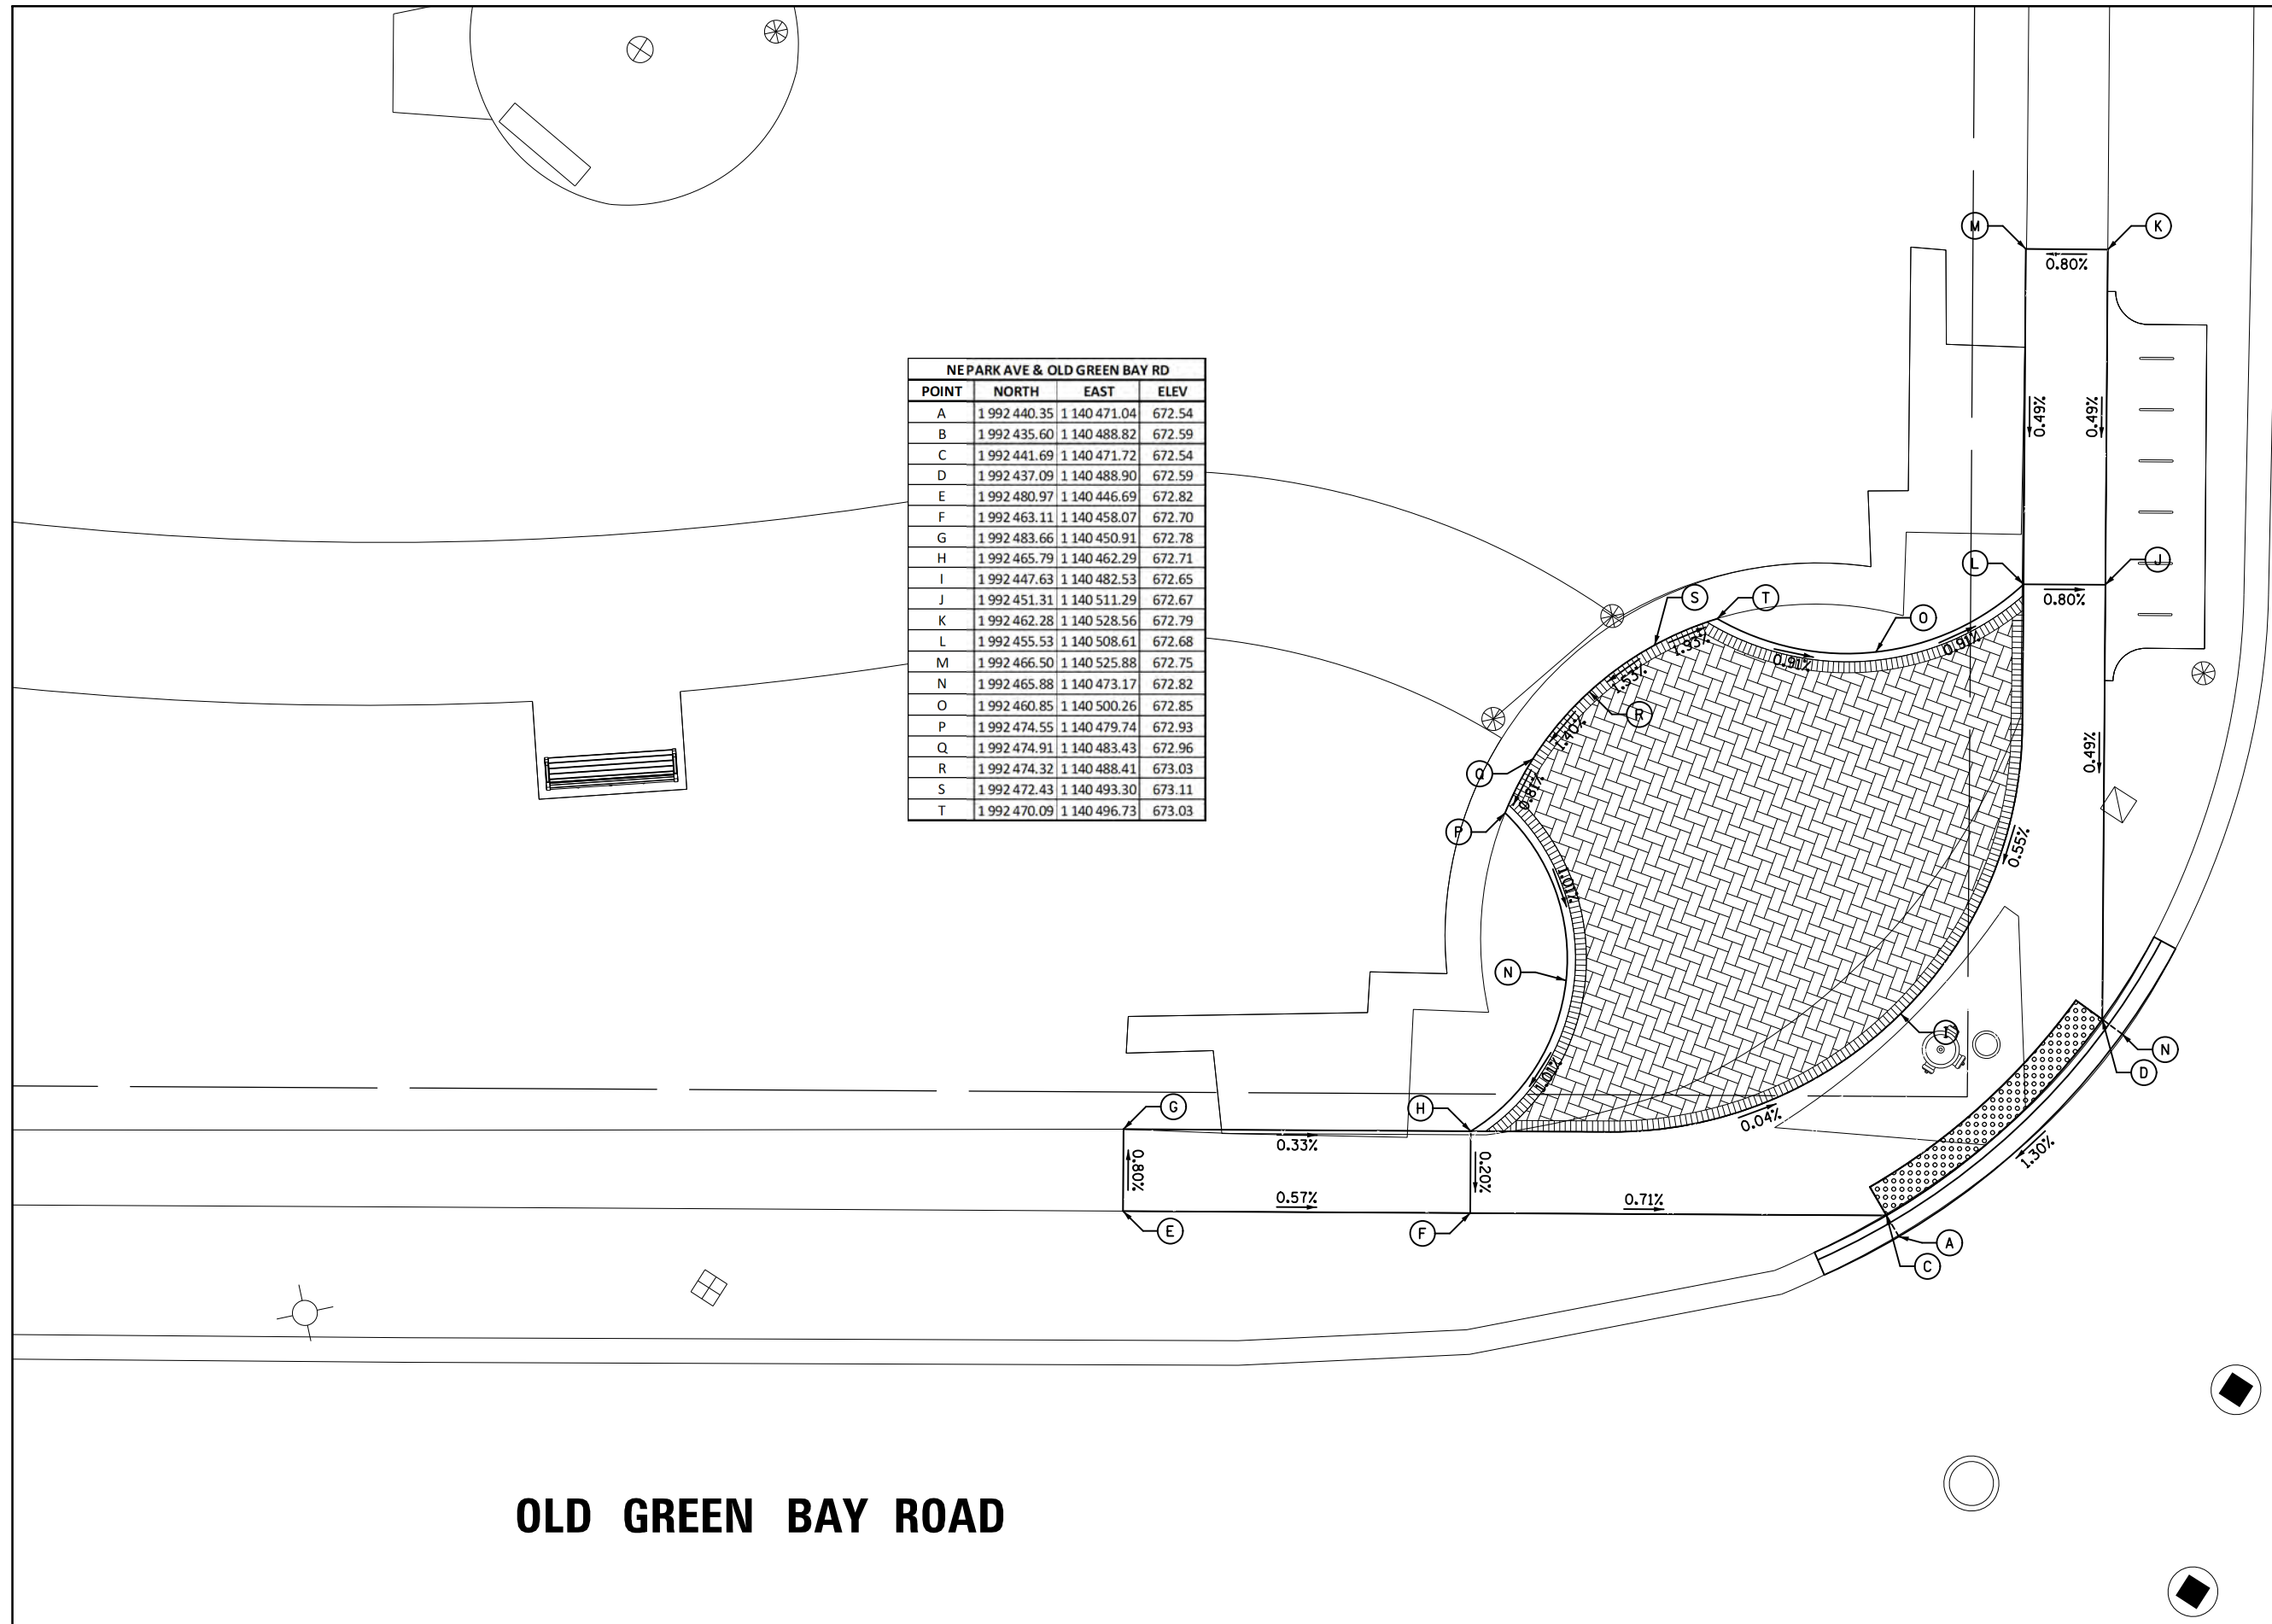 M
K
0.80%
NE PARK AVE & OLD GREEN BAY RD
POINT NORTH EAST ELEV
A 1 992 440.35 1 140 471.04 672.54
B 1 992 435.60 1 140 488.82 672.59
C 1 992 441.69 1 140 471.72 672.54
D 1 992 437.09 1 140 488.90 672.59
E 1 992 480.97 1 140 446.69 672.82
F 1 992 463.11 1 140 458.07 672.70
G 1 992 483.66 1 140 450.91 672.78
H 1 992 465.79 1 140 462.29 672.71
I 1 992 447.63 1 140 482.53 672.65
J 1 992 451.31 1 140 511.29 672.67
K 1 992 462.28 1 140 528.56 672.79
L 1 992 455.53 1 140 508.61 672.68
M 1 992 466.50 1 140 525.88 672.75
N 1 992 465.88 1 140 473.17 672.82
O 1 992 460.85 1 140 500.26 672.85
P 1 992 474.55 1 140 479.74 672.93
Q 1 992 474.91 1 140 483.43 672.96
R 1 992 474.32 1 140 488.41 673.03
S 1 992 472.43 1 140 493.30 673.11
T 1 992 470.09 1 140 496.73 673.03
0.49%
0.49%
L
J
S
T
O
0.80%
1.93%
0.91%
0.91%
1.53%
R
1.40%
Q
0.49%
0.81%
P
0.55%
1.01%
N
I
N
D
1.01%
G
H
0.04%
0.33%
1.30%
0.80%
0.20%
0.57%
0.71%
E
F
A
C
OLD GREEN BAY ROAD